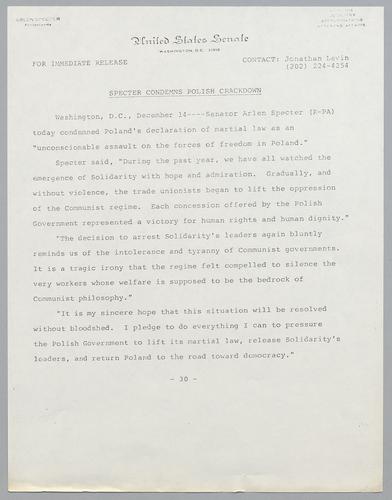 ARLEN SPECTER
PENNSYLVANIA
United States Senate
WASHINGTON, D.C. 20510
FOR IMMEDIATE RELEASE
CONTACT: Jonathan Levin
(202) 224-4254
SPECTER CONDEMNS POLISH CRACKDOWN
Washington, D.C., December 14----Senator Arlen Specter (R-PA)
today condemned Poland's declaration of martial law as an
"unconscionable assault on the forces of freedom in Poland."
Specter said, "During the past year, we have all watched the
emergence of Solidarity with hope and admiration. Gradually, and
without violence, the trade unionists began to lift the oppression
of the Communist regime. Each concession offered by the Polish
Government represented a victory for human rights and human dignity."
"The decision to arrest Solidarity's leaders again bluntly
reminds us of the intolerance and tyranny of Communist governments.
It is a tragic irony that the regime felt compelled to silence the
very workers whose welfare is supposed to be the bedrock of
Communist philosophy."
"It is my sincere hope that this situation will be resolved
without bloodshed. I pledge to do everything I can to pressure
the Polish Government to lift its martial law, release Solidarity's
leaders, and return Poland to the road toward democracy."
- 30 -